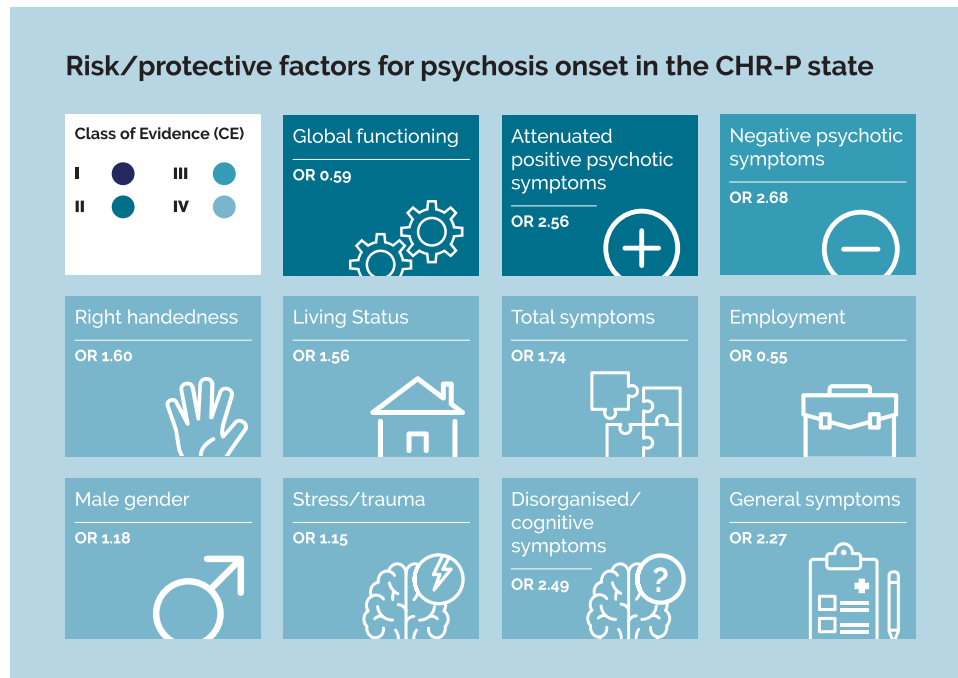 Risk/protective factors for psychosis onset in the CHR-P state
Class of Evidence (CE)
I III
II IV
Global functioning
OR 0.59
Attenuated
positive psychotic
symptoms
OR 2.56
Negative psychotic
symptoms
OR 2.68
Right handedness
OR 1.60
Living Status
OR 1.56
Total symptoms
OR 1.74
Employment
OR 0.55
Male gender
OR 1.18
Stress/trauma
OR 1.15
Disorganised/
cognitive
symptoms
OR 2.49
?
General symptoms
OR 2.27